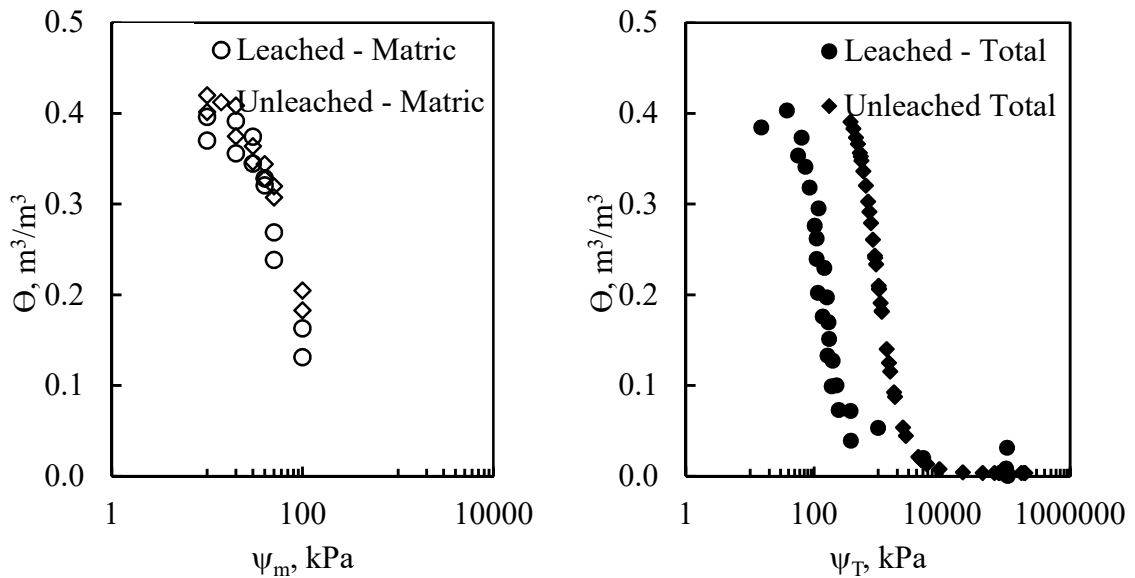 0.5
0.4
0.3
0.2
0.1
0.0
ϴ, m³/m³
Leached - Matric
Unleached - Matric
1
100
10000
ψm, kPa
0.5
0.4
0.3
0.2
0.1
0.0
ϴ, m³/m³
Leached - Total
Unleached Total
1
100
10000
1000000
ψT, kPa